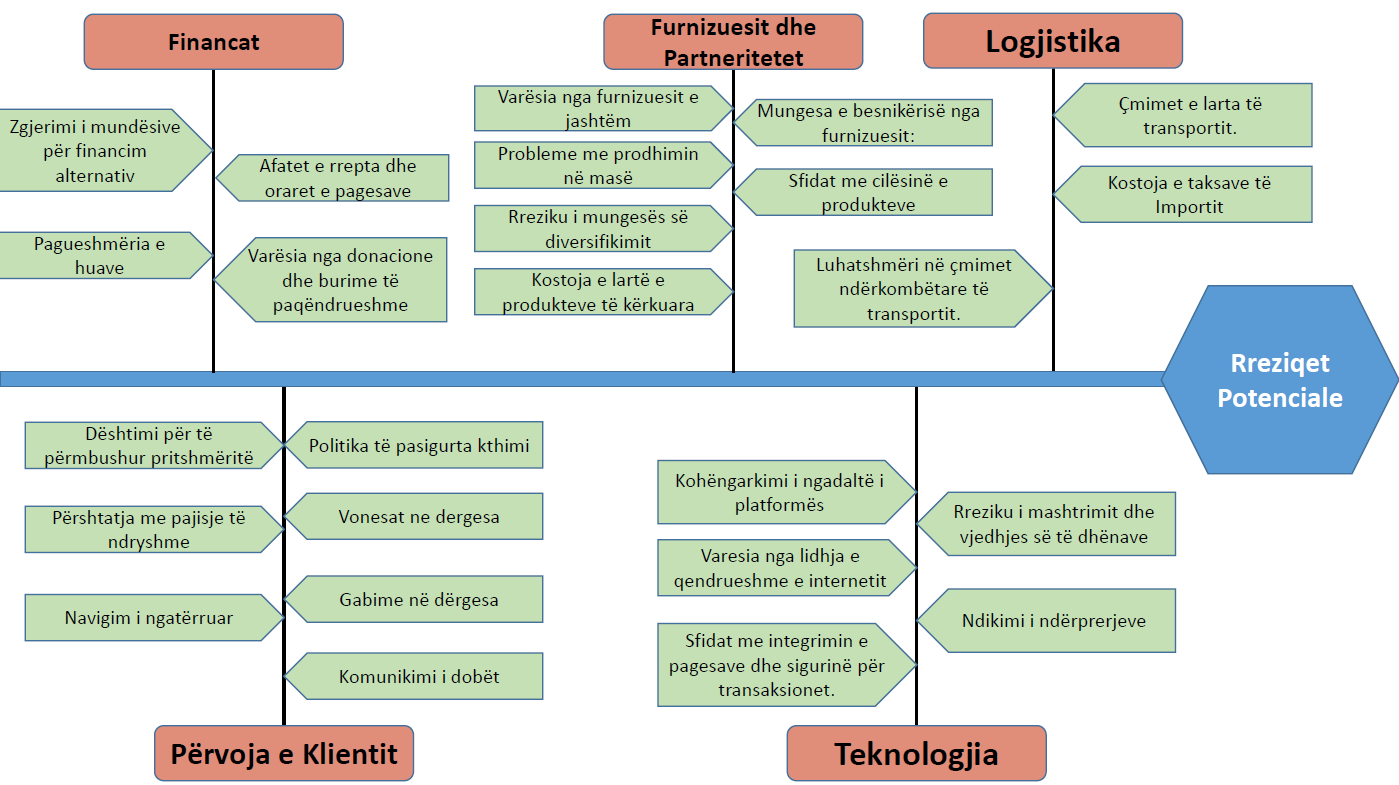 Financat
Zgjerimi i mundësive
për financim
alternativ
Afatet e rrepta dhe
oraret e pagesave
Pagueshmëria e
huave
Varësia nga donacione
dhe burime të
paqëndrueshme
Furnizuesit dhe
Partneritetet
Varësia nga furnizuesit e
jashtëm
Mungesa e besnikërisë nga
furnizuesit:
Probleme me prodhimin
në masë
Sfidat me cilësinë e
produkteve
Rreziku i mungesës së
diversifikimit
Kostoja e lartë e
produkteve të kërkuara
Logjistika
Çmimet e larta të
transportit.
Kostoja e taksave të
Importit
Luhatshmëri në çmimet
ndërkombëtare të
transportit.
Rreziqet
Potenciale
Dështimi për të
përmbushur pritshmëritë
Politika të pasigurta kthimi
Përshtatja me pajisje të
ndryshme
Vonesat ne dergesa
Navigim i ngatërruar
Gabime në dërgesa
Komunikimi i dobët
Përvoja e Klientit
Kohëngarkimi i ngadaltë i
platformës
Rreziku i mashtrimit dhe
vjedhjes së të dhënave
Varesia nga lidhja e
qendrueshme e internetit
Ndikimi i ndërprerjeve
Sfidat me integrimin e
pagesave dhe sigurinë për
transaksionet.
Teknologjia